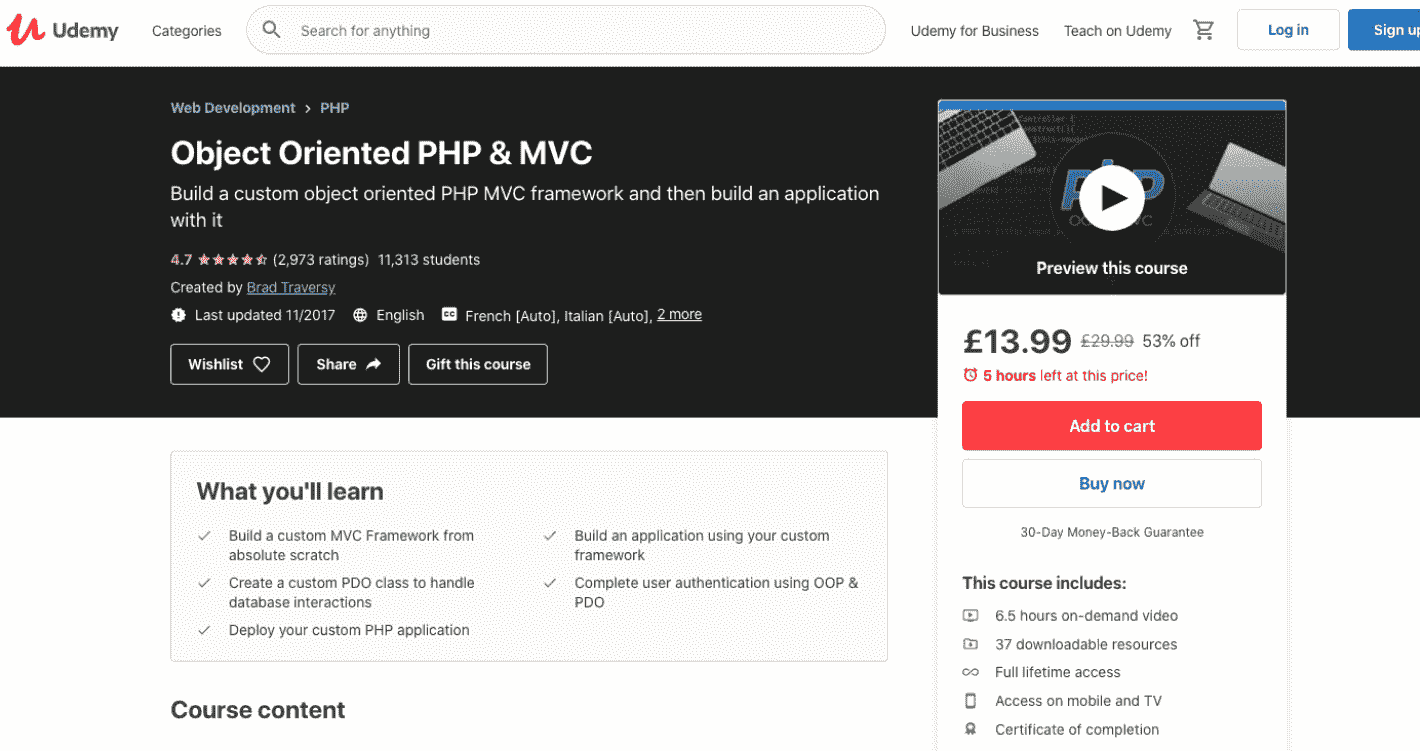 Udemy
Categories
Search for anything
Udemy for Business
Teach on Udemy
Log in
Sign up
Web Development > PHP
Object Oriented PHP & MVC
Build a custom object oriented PHP MVC framework and then build an application
with it
4.7 (2,973 ratings) 11,313 students
Created by Brad Traversy
Last updated 11/2017 English CC French [Auto], Italian [Auto], 2 more
Wishlist
Share
Gift this course
PHP
Preview this course
£13.99 £29.99 53% off
5 hours left at this price!
Add to cart
Buy now
30-Day Money-Back Guarantee
This course includes:
6.5 hours on-demand video
37 downloadable resources
Full lifetime access
Access on mobile and TV
Certificate of completion
What you'll learn
Build a custom MVC Framework from
absolute scratch
Create a custom PDO class to handle
database interactions
Deploy your custom PHP application
Build an application using your custom
framework
Complete user authentication using OOP &
PDO
Course content